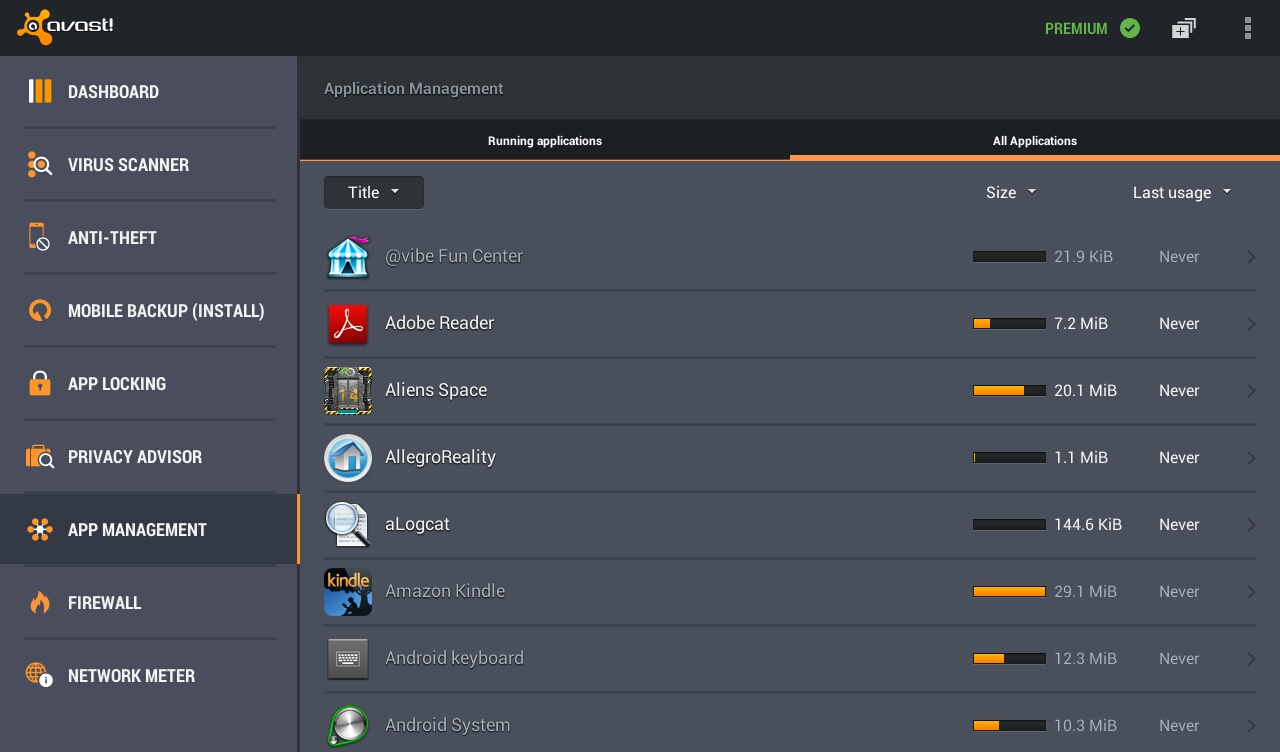 avast!
PREMIUM
DASHBOARD
VIRUS SCANNER
ANTI-THEFT
MOBILE BACKUP (INSTALL)
APP LOCKING
PRIVACY ADVISOR
APP MANAGEMENT
FIREWALL
NETWORK METER
Application Management
Running applications All Applications
Title Size Last usage
@vibe Fun Center 21.9 KiB Never
Adobe Reader 7.2 MiB Never
Aliens Space 20.1 MiB Never
AllegroReality 1.1 MiB Never
aLogcat 144.6 KiB Never
kindle
Amazon Kindle 29.1 MiB Never
Android keyboard 12.3 MiB Never
Android System 10.3 MiB Never